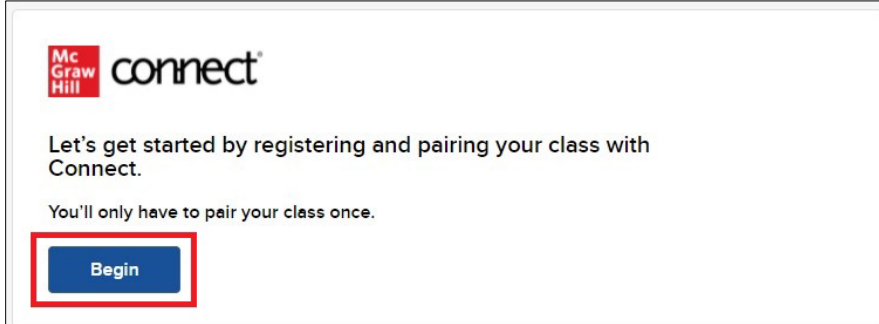 Mc
Graw
Hill
connect
Let's get started by registering and pairing your class with
Connect.
You'll only have to pair your class once.
Begin